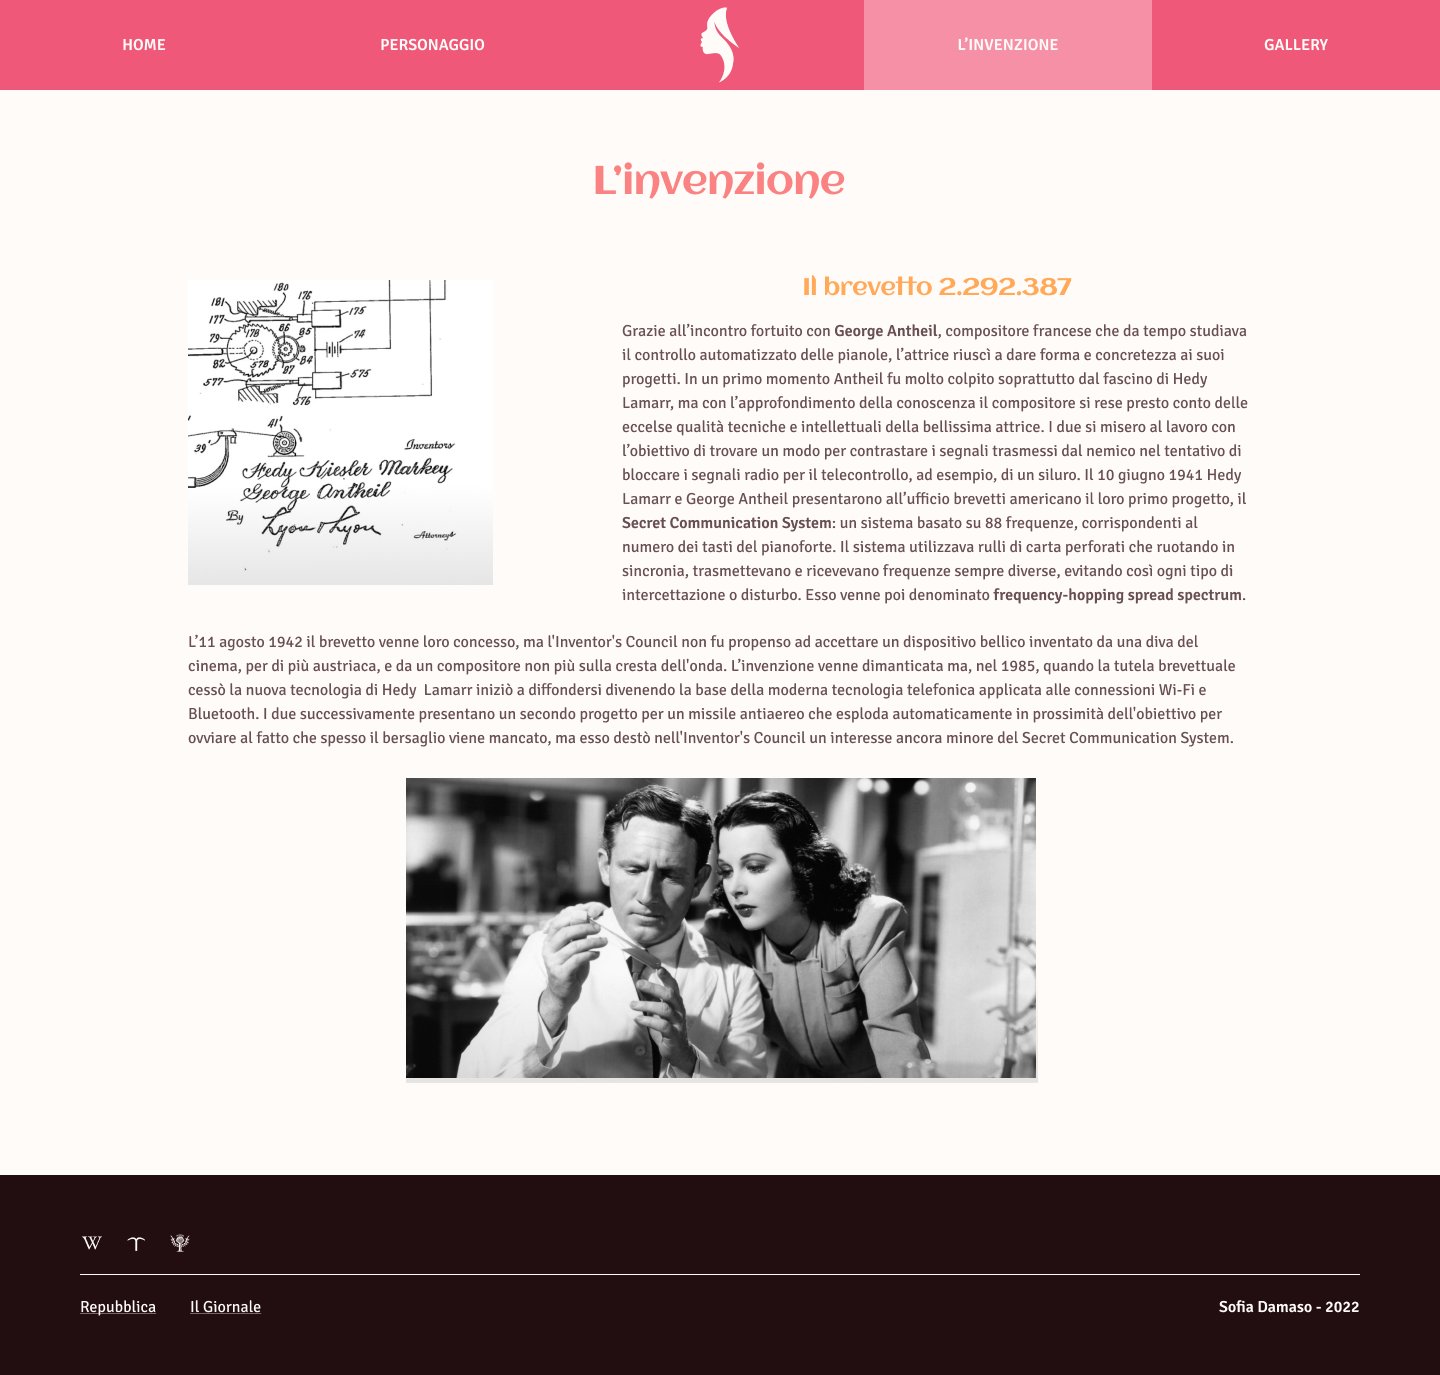 HOME
PERSONAGGIO
L’INVENZIONE
GALLERY
L’invenzione
181
180
176
175
177
178
86
85
74
79
82
578
87
84
577
576
575
41'
39'
Inventors
Hedy Kiesler Markey
George Antheil
By
Lyon & Lyon
Attorneys
Il brevetto 2.292.387
Grazie all’incontro fortuito con George Antheil, compositore francese che da tempo studiava
il controllo automatizzato delle pianole, l’attrice riuscì a dare forma e concretezza ai suoi
progetti. In un primo momento Antheil fu molto colpito soprattutto dal fascino di Hedy
Lamarr, ma con l’approfondimento della conoscenza il compositore si rese presto conto delle
eccelse qualità tecniche e intellettuali della bellissima attrice. I due si misero al lavoro con
l’obiettivo di trovare un modo per contrastare i segnali trasmessi dal nemico nel tentativo di
bloccare i segnali radio per il telecontrollo, ad esempio, di un siluro. Il 10 giugno 1941 Hedy
Lamarr e George Antheil presentarono all’ufficio brevetti americano il loro primo progetto, il
Secret Communication System: un sistema basato su 88 frequenze, corrispondenti al
numero dei tasti del pianoforte. Il sistema utilizzava rulli di carta perforati che ruotando in
sincronia, trasmettevano e ricevevano frequenze sempre diverse, evitando così ogni tipo di
intercettazione o disturbo. Esso venne poi denominato frequency-hopping spread spectrum.
L’11 agosto 1942 il brevetto venne loro concesso, ma l'Inventor's Council non fu propenso ad accettare un dispositivo bellico inventato da una diva del
cinema, per di più austriaca, e da un compositore non più sulla cresta dell'onda. L’invenzione venne dimanticata ma, nel 1985, quando la tutela brevettuale
cessò la nuova tecnologia di Hedy  Lamarr iniziò a diffondersi divenendo la base della moderna tecnologia telefonica applicata alle connessioni Wi-Fi e
Bluetooth. I due successivamente presentano un secondo progetto per un missile antiaereo che esploda automaticamente in prossimità dell'obiettivo per
ovviare al fatto che spesso il bersaglio viene mancato, ma esso destò nell'Inventor's Council un interesse ancora minore del Secret Communication System.
W
Repubblica
Il Giornale
Sofia Damaso - 2022